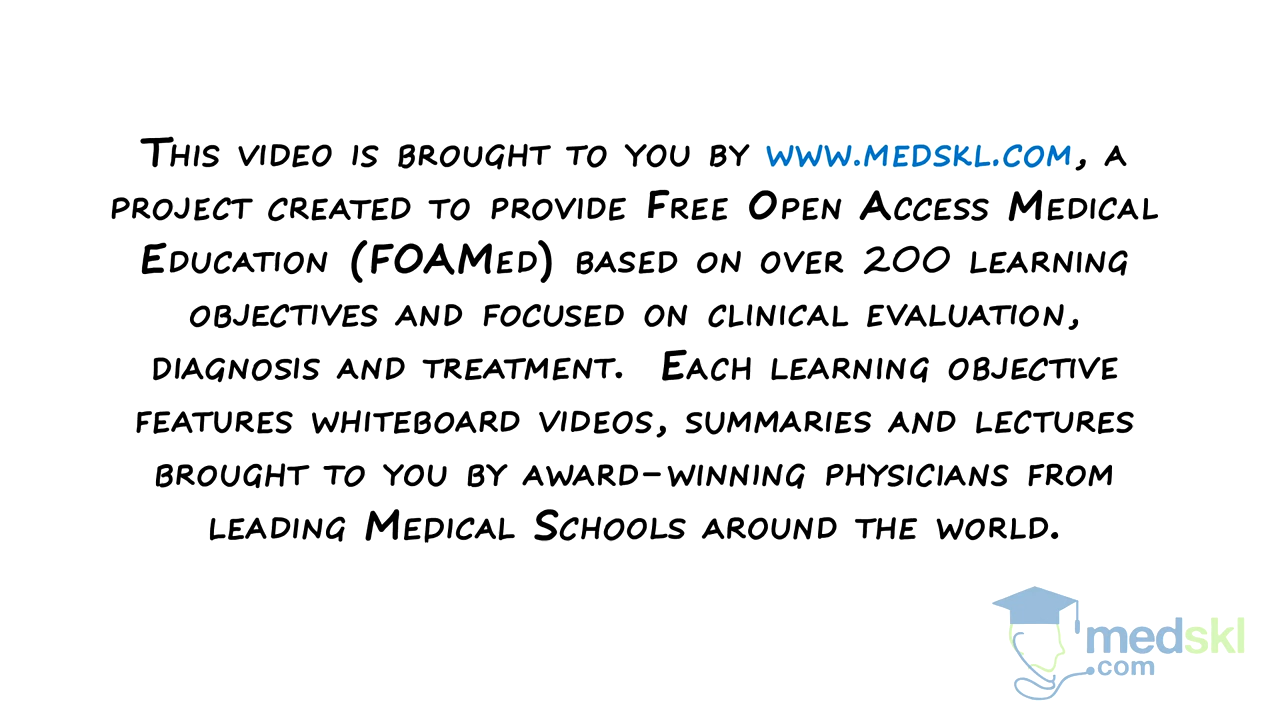 This video is brought to you by www.medskl.com, a
project created to provide Free Open Access Medical
Education (FOAMed) based on over 200 learning
objectives and focused on clinical evaluation,
diagnosis and treatment.  Each learning objective
features whiteboard videos, summaries and lectures
brought to you by award-winning physicians from
leading Medical Schools around the world.
medskl
.com